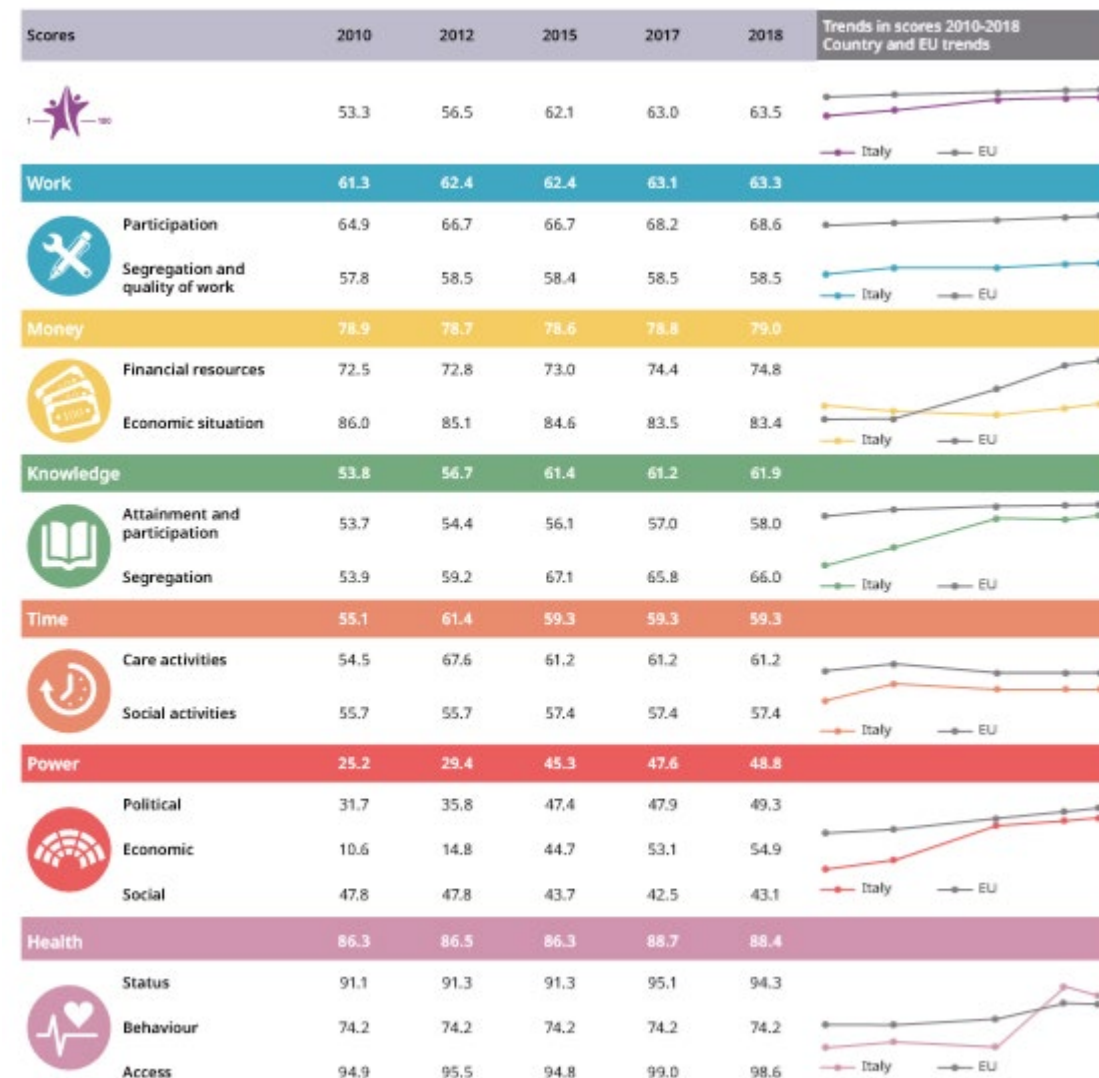 Scores 2010 2012 2015 2017 2018 Trends in scores 2010-2018
Country and EU trends
1 100 53.3 56.5 62.1 63.0 63.5
Italy EU
Work 61.3 62.4 62.4 63.1 63.3
Participation 64.9 66.7 66.7 68.2 68.6
Segregation and
quality of work 57.8 58.5 58.4 58.5 58.5
Italy EU
Money 78.9 78.7 78.6 78.8 79.0
Financial resources 72.5 72.8 73.0 74.4 74.8
Economic situation 86.0 85.1 84.6 83.5 83.4
Italy EU
Knowledge 53.8 56.7 61.4 61.2 61.9
Attainment and
participation 53.7 54.4 56.1 57.0 58.0
Segregation 53.9 59.2 67.1 65.8 66.0
Italy EU
Time 55.1 61.4 59.3 59.3 59.3
Care activities 54.5 67.6 61.2 61.2 61.2
Social activities 55.7 55.7 57.4 57.4 57.4
Italy EU
Power 25.2 29.4 45.3 47.6 48.8
Political 31.7 35.8 47.4 47.9 49.3
Economic 10.6 14.8 44.7 53.1 54.9
Social 47.8 47.8 43.7 42.5 43.1
Italy EU
Health 86.3 86.5 86.3 88.7 88.4
Status 91.1 91.3 91.3 95.1 94.3
Behaviour 74.2 74.2 74.2 74.2 74.2
Access 94.9 95.5 94.8 99.0 98.6
Italy EU